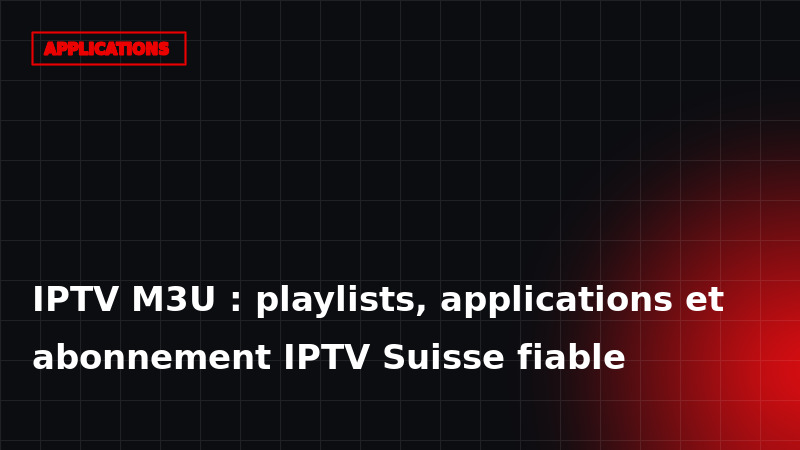 APPLICATIONS
IPTV M3U : playlists, applications et
abonnement IPTV Suisse fiable